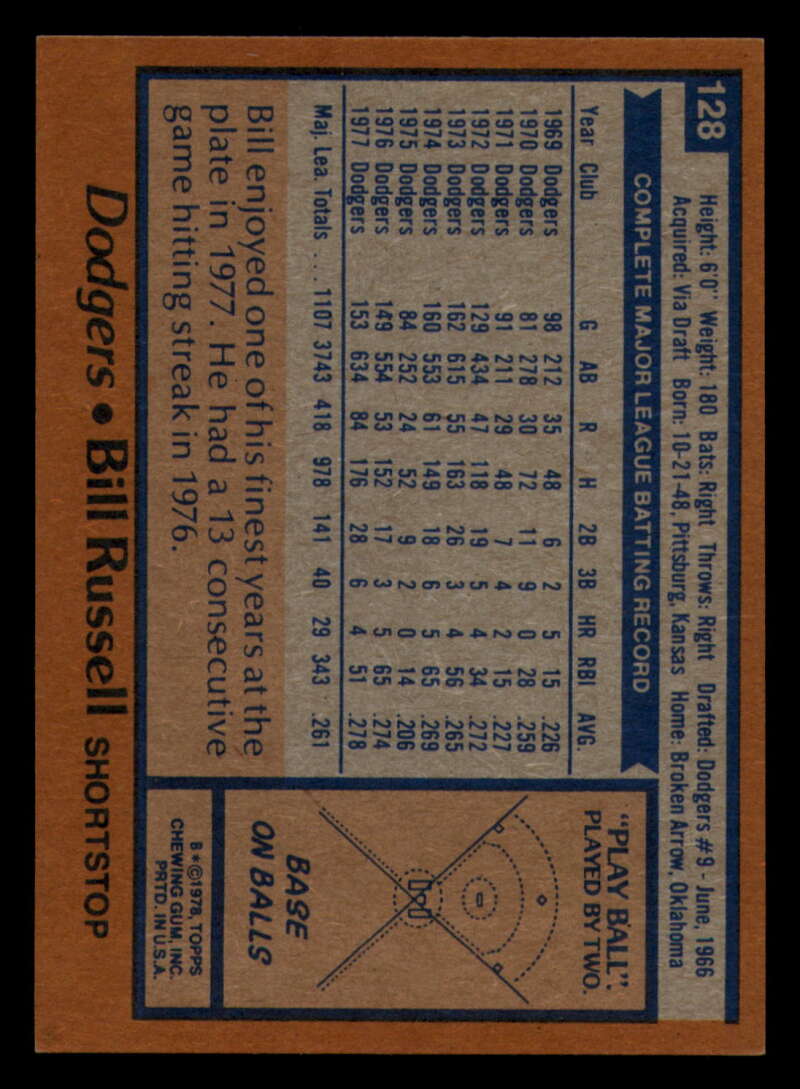 128
Height: 6'0" Weight: 180 Bats: Right Throws: Right Drafted: Dodgers #9 - June, 1966
Acquired: Via Draft Born: 10-21-48, Pittsburg, Kansas Home: Broken Arrow, Oklahoma
COMPLETE MAJOR LEAGUE BATTING RECORD
Year Club G AB R H 2B 3B HR RBI AVG.
1969 Dodgers 98 212 35 48 6 2 5 15 .226
1970 Dodgers 81 278 30 72 11 9 0 28 .259
1971 Dodgers 91 211 29 48 7 4 2 15 .227
1972 Dodgers 129 434 47 118 19 5 4 34 .272
1973 Dodgers 162 615 55 163 26 3 4 56 .265
1974 Dodgers 160 553 61 149 18 6 5 65 .269
1975 Dodgers 84 252 24 52 9 2 0 14 .206
1976 Dodgers 149 554 53 152 17 3 5 65 .274
1977 Dodgers 153 634 84 176 28 6 4 51 .278
Maj. Lea. Totals ... 1107 3743 418 978 141 40 29 343 .261
Bill enjoyed one of his finest years at the
plate in 1977. He had a 13 consecutive
game hitting streak in 1976.
"PLAY BALL".
PLAYED BY TWO.
BASE
ON BALLS
B*©1978, TOPPS
CHEWING GUM, INC.
PRTD. IN U.S.A.
Dodgers • Bill Russell SHORTSTOP